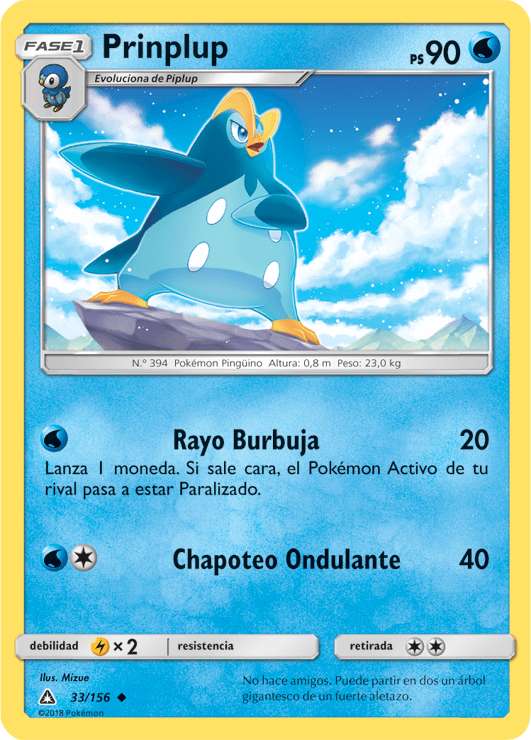 FASE 1
Prinplup
PS 90
Evoluciona de Piplup
N.º 394 Pokémon Pingüino Altura: 0,8 m Peso: 23,0 kg
Rayo Burbuja 20
Lanza 1 moneda. Si sale cara, el Pokémon Activo de tu
rival pasa a estar Paralizado.
Chapoteo Ondulante 40
debilidad × 2 resistencia retirada
Ilus. Mizue
33/156
©2018 Pokémon
No hace amigos. Puede partir en dos un árbol
gigantesco de un fuerte aletazo.